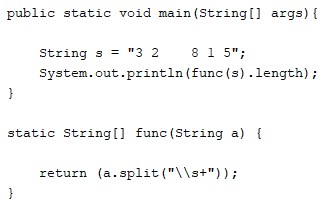 public static void main(String[] args){
String s = "3 2    8 1 5";
System.out.println(func(s).length);
}
static String[] func(String a) {
return (a.split("\\s+"));
}